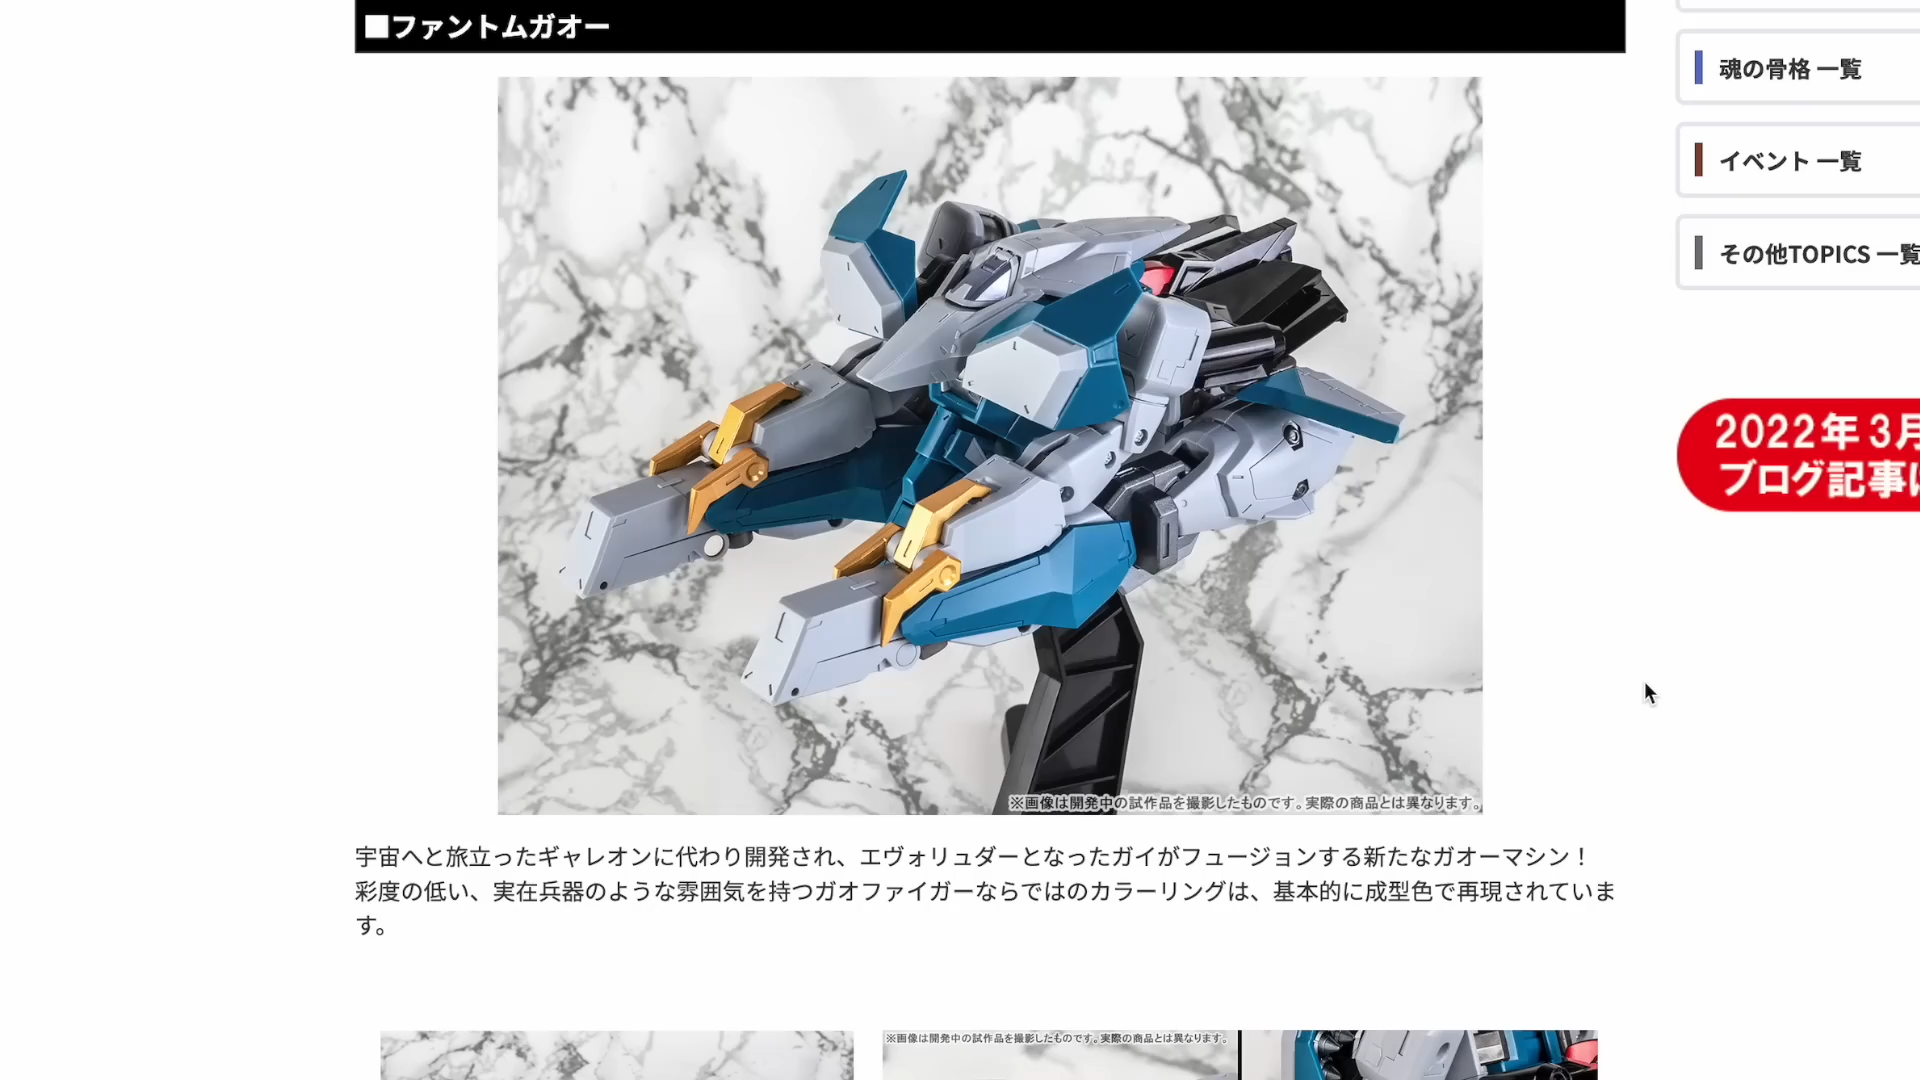 ■ファントムガオー
魂の骨格 一覧
イベント 一覧
その他TOPICS 一覧
2022年3月
ブログ記事は
※画像は開発中の試作品を撮影したものです。実際の商品とは異なります。
宇宙へと旅立ったギャレオンに代わり開発され、エヴォリュダーとなったガイがフュージョンする新たなガオーマシン！
彩度の低い、実在兵器のような雰囲気を持つガオファイガーならではのカラーリングは、基本的に成型色で再現されていま
す。
※画像は開発中の試作品を撮影したものです。実際の商品とは異なります。